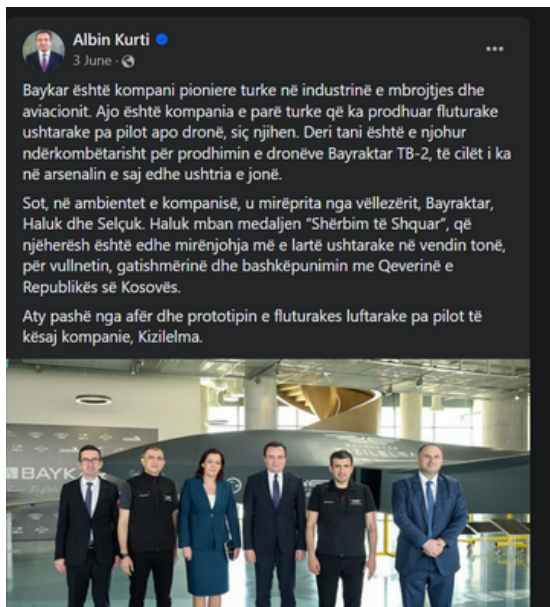 Albin Kurti
3 June
Baykar është kompani pioniere turke në industrinë e mbrojtjes dhe
aviacionit. Ajo është kompania e parë turke që ka prodhuar fluturake
ushtarake pa pilot apo dronë, siç njihen. Deri tani është e njohur
ndërkombëtarisht për prodhimin e dronëve Bayraktar TB-2, të cilët i ka
në arsenalin e saj edhe ushtria e jonë.
Sot, në ambientet e kompanisë, u mirëprita nga vëllezërit, Bayraktar,
Haluk dhe Selçuk. Haluk mban medaljen “Shërbim të Shquar”, që
njëherësh është edhe mirënjohja më e lartë ushtarake në vendin tonë,
për vullnetin, gatishmërinë dhe bashkëpunimin me Qeverinë e
Republikës së Kosovës.
Aty pashë nga afër dhe prototipin e fluturakes luftarake pa pilot të
kësaj kompanie, Kizilelma.
KIZILELMA
BAYK